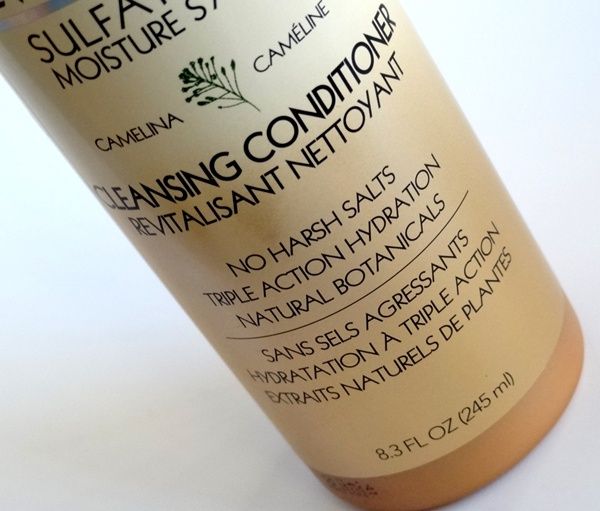 MOISTURE
CAMELINA
CAMÉLINE
CLEANSING CONDITIONER
REVITALISANT NETTOYANT
NO HARSH SALTS
TRIPLE ACTION HYDRATION
NATURAL BOTANICALS
SANS SELS AGRESSANTS
HYDRATATION À TRIPLE ACTION
EXTRAITS NATURELS DE PLANTES
8.3 FL OZ (245 ml)